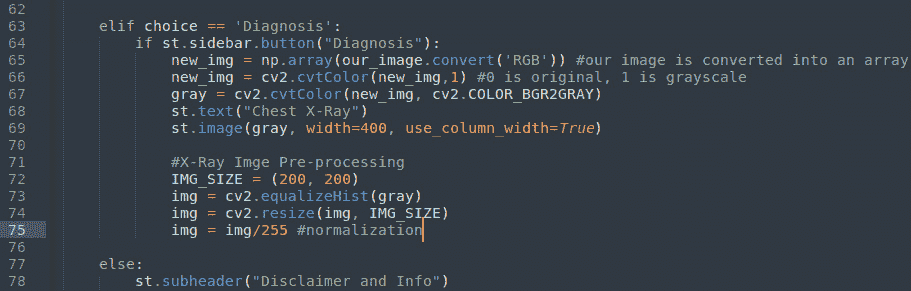 62
63 elif choice == 'Diagnosis':
64 if st.sidebar.button("Diagnosis"):
65 new_img = np.array(our_image.convert('RGB')) #our image is converted into an array
66 new_img = cv2.cvtColor(new_img,1) #0 is original, 1 is grayscale
67 gray = cv2.cvtColor(new_img, cv2.COLOR_BGR2GRAY)
68 st.text("Chest X-Ray")
69 st.image(gray, width=400, use_column_width=True)
70
71 #X-Ray Imge Pre-processing
72 IMG_SIZE = (200, 200)
73 img = cv2.equalizeHist(gray)
74 img = cv2.resize(img, IMG_SIZE)
75 img = img/255 #normalization
76
77 else:
78 st.subheader("Disclaimer and Info")